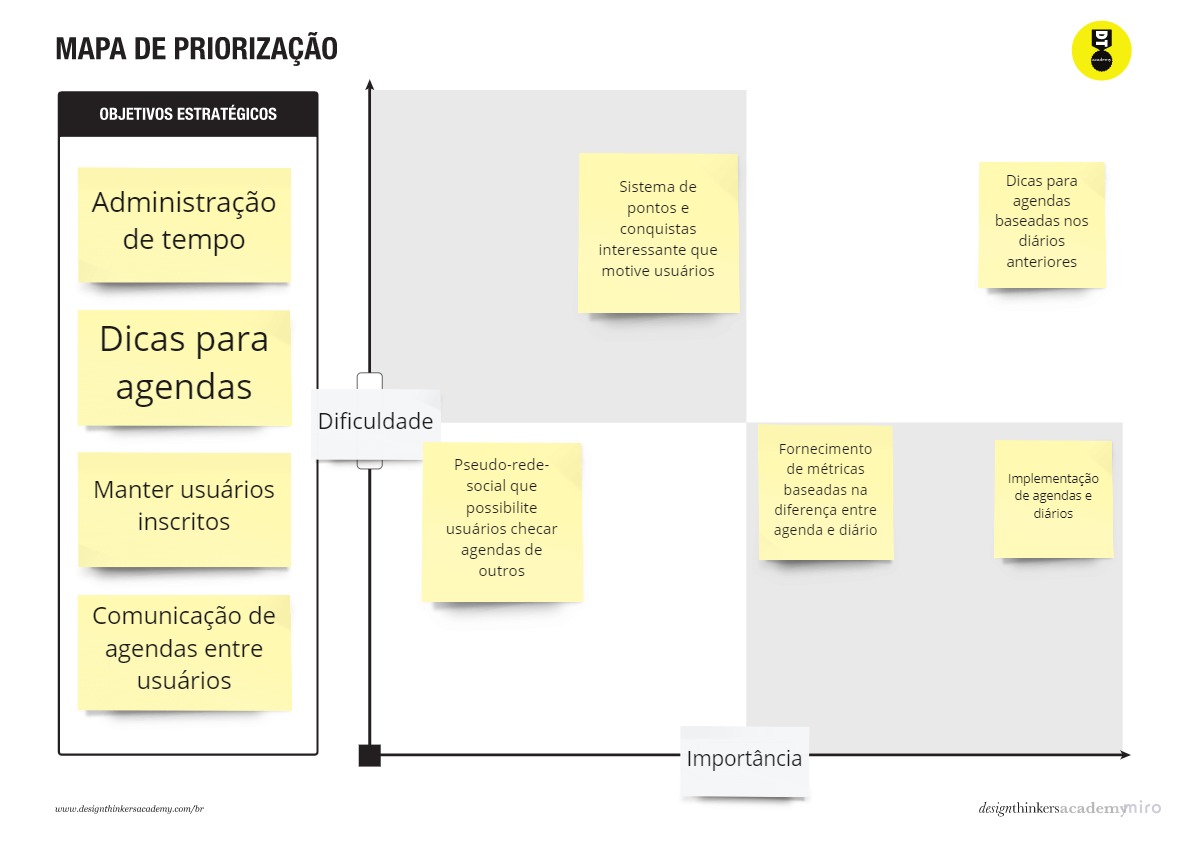 MAPA DE PRIORIZAÇÃO
DT
academy
OBJETIVOS ESTRATÉGICOS
Administração
de tempo
Dicas para
agendas
Manter usuários
inscritos
Comunicação de
agendas entre
usuários
Sistema de
pontos e
conquistas
interessante que
motive usuários
Dicas para
agendas
baseadas nos
diários
anteriores
Dificuldade
Pseudo-rede-
social que
possibilite
usuários checar
agendas de
outros
Fornecimento
de métricas
baseadas na
diferença entre
agenda e diário
Implementação
de agendas e
diários
Importância
www.designthinkersacademy.com/br
designthinkersacademy
miro